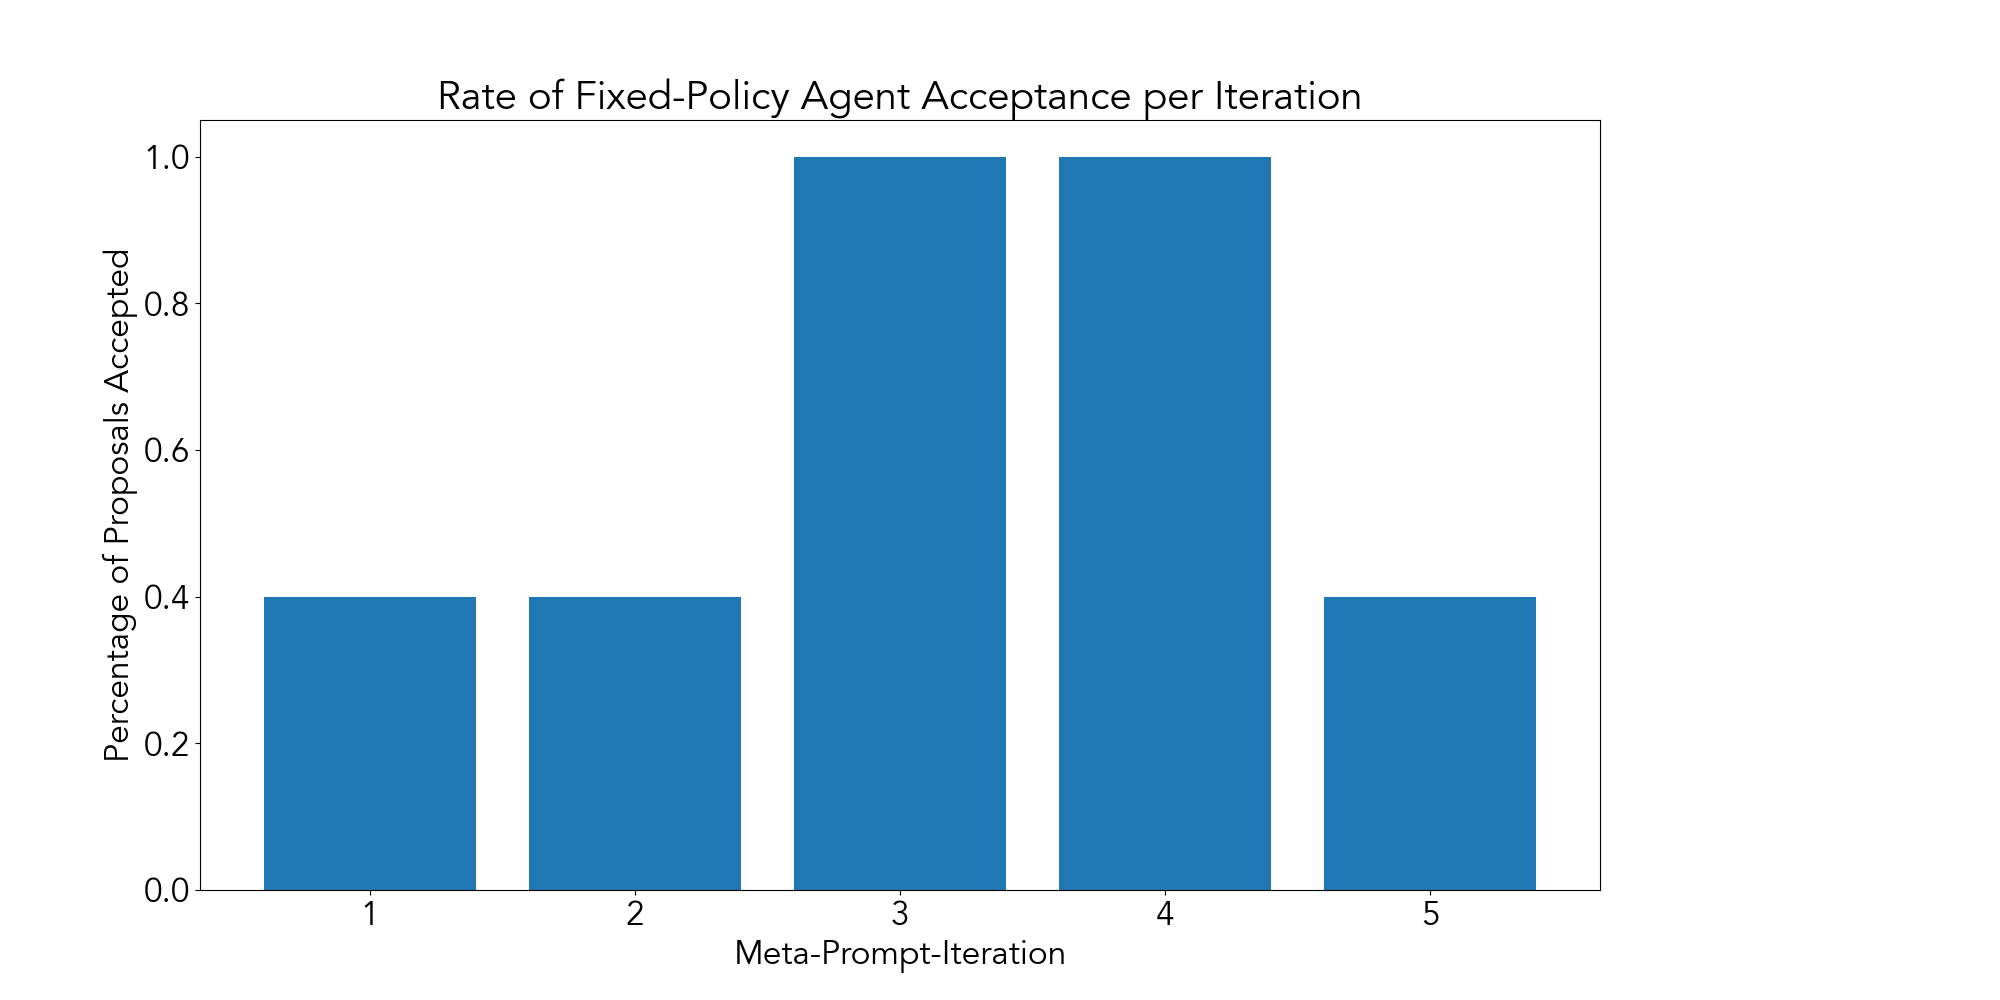 Rate of Fixed-Policy Agent Acceptance per Iteration
Percentage of Proposals Accepted
1.0
0.8
0.6
0.4
0.2
0.0
1 2 3 4 5
Meta-Prompt-Iteration